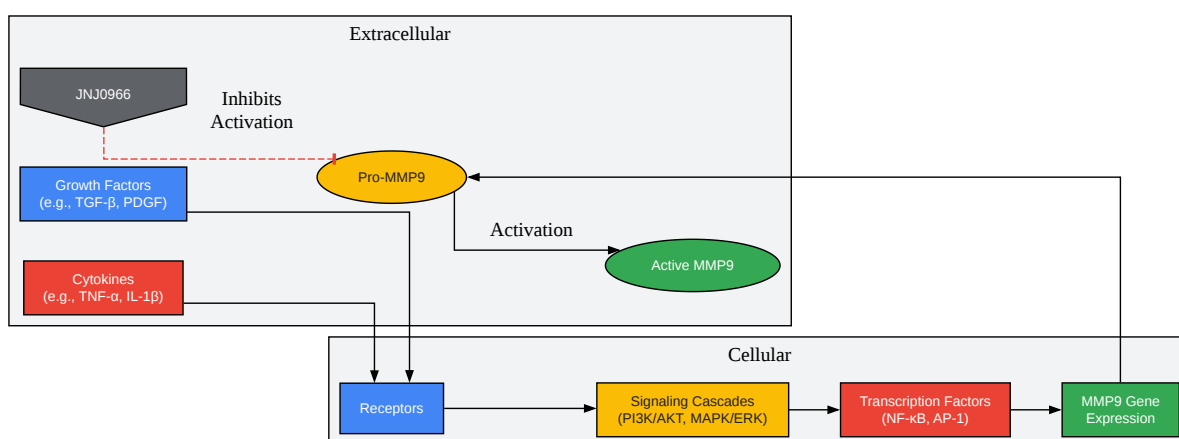 Extracellular
JNJ0966
Inhibits
Activation
Growth Factors
(e.g., TGF-β, PDGF)
Pro-MMP9
Activation
Cytokines
(e.g., TNF-α, IL-1β)
Active MMP9
Cellular
Receptors
Signaling Cascades
(PI3K/AKT, MAPK/ERK)
Transcription Factors
(NF-κB, AP-1)
MMP9 Gene
Expression